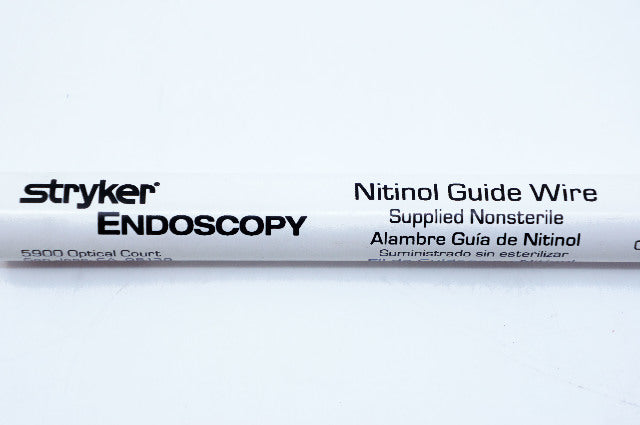 stryker®
ENDOSCOPY
5900 Optical Court
Nitinol Guide Wire
Supplied Nonsterile
Alambre Guía de Nitinol
Suministrado sin esterilizar